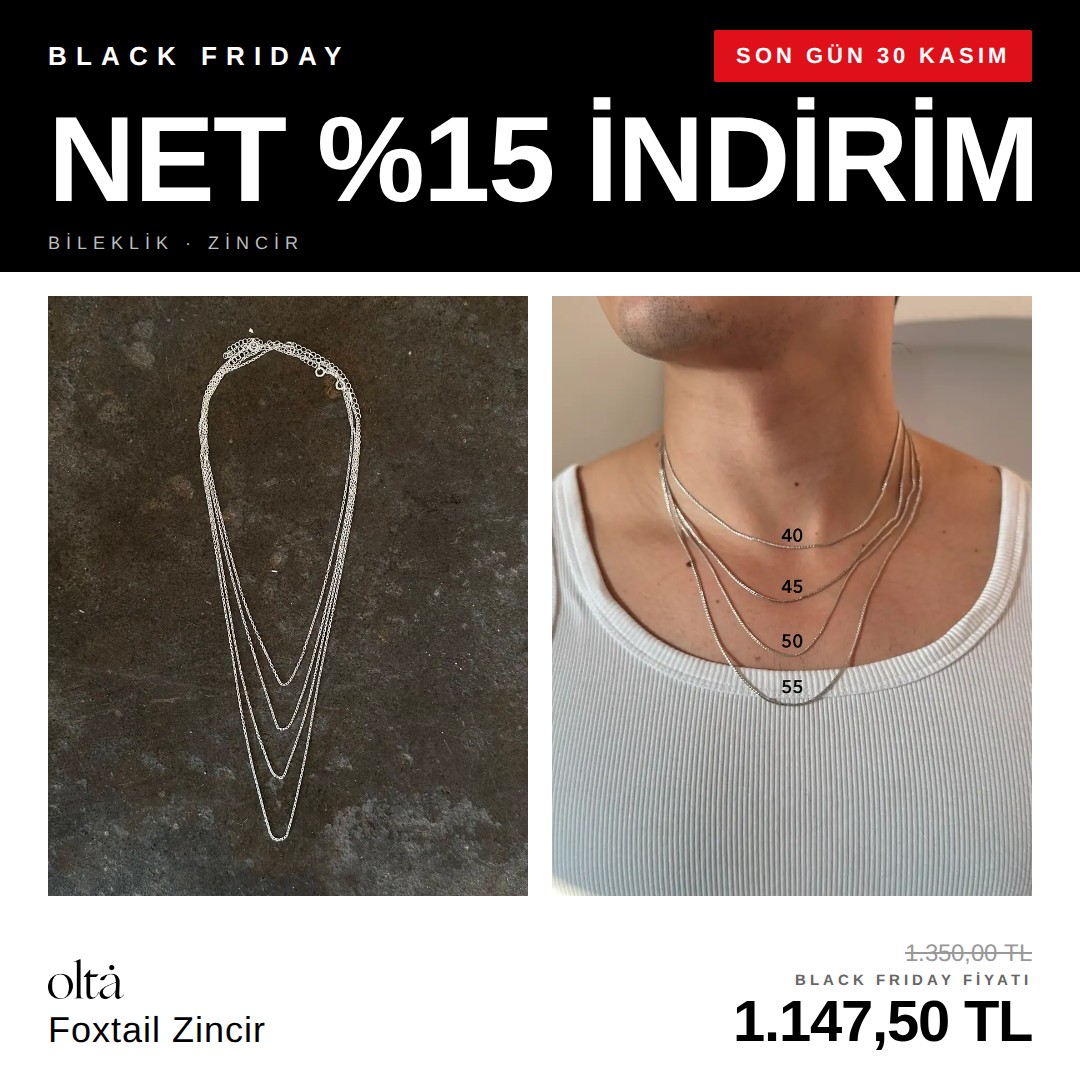 BLACK FRIDAY
SON GÜN 30 KASIM
NET %15 İNDİRİM
BİLEKLİK · ZİNCİR
40
45
50
55
oltà
Foxtail Zincir
1.350,00 TL
BLACK FRIDAY FİYATI
1.147,50 TL